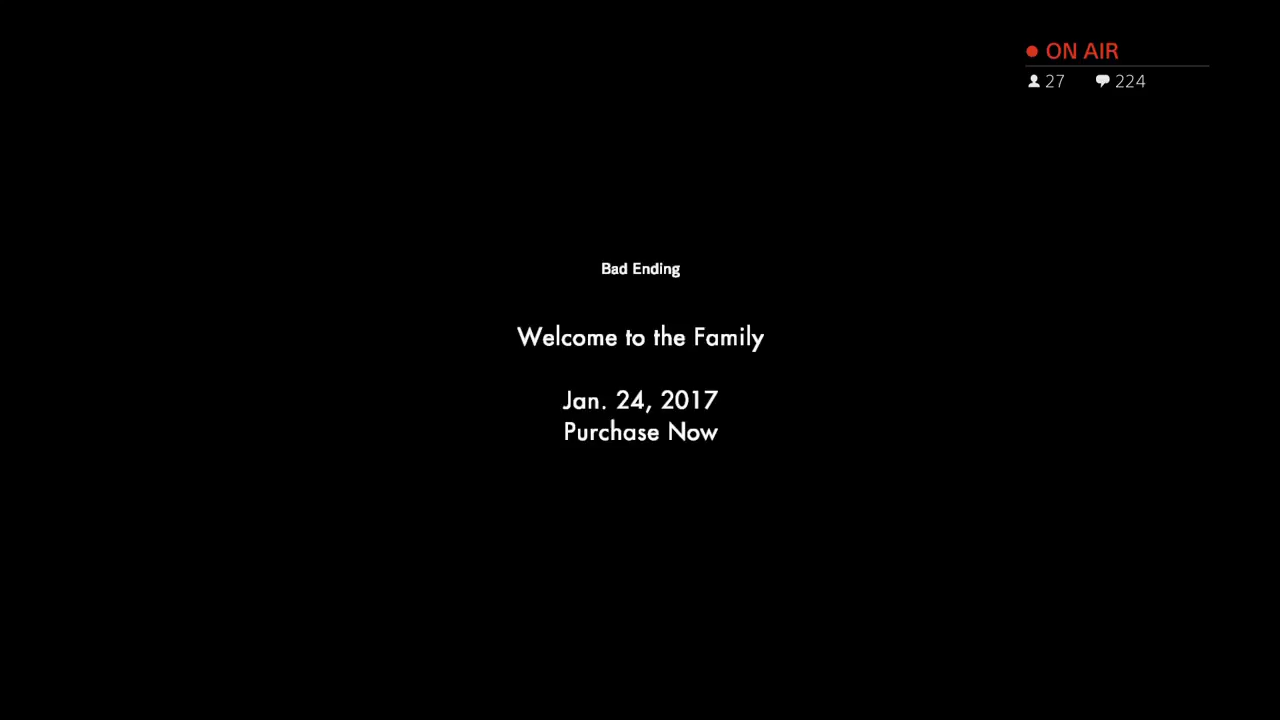 ON AIR
27 224
Bad Ending
Welcome to the Family
Jan. 24, 2017
Purchase Now